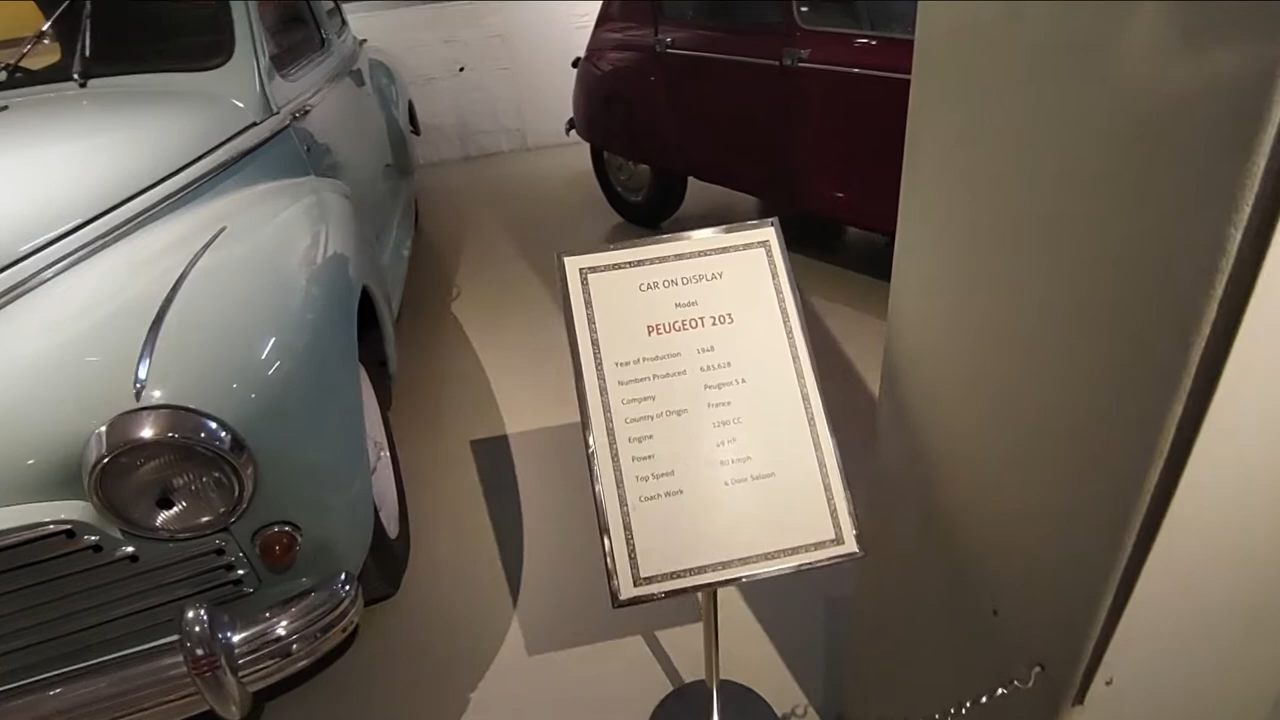 CAR ON DISPLAY
Model
PEUGEOT 203
Year of Production : 1948
Numbers Produced : 6,85,628
Company Peugeot S A
Country of Origin France
Engine 1290 CC
Power 49 HP
Top Speed 80 kmph
Coach Work 4 Door Saloon